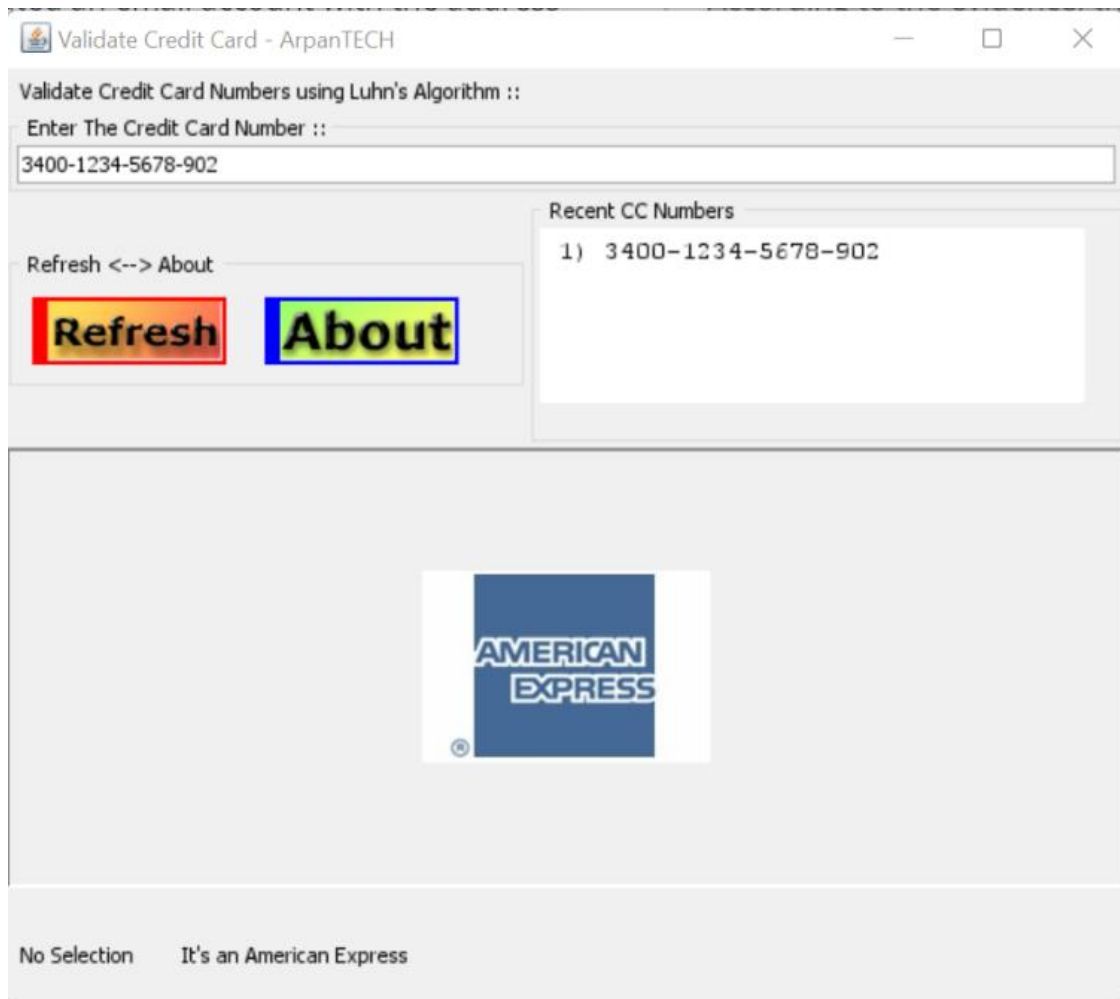 Validate Credit Card - ArpanTECH
Validate Credit Card Numbers using Luhn's Algorithm ::
Enter The Credit Card Number ::
3400-1234-5678-902
Refresh <--> About
Refresh
About
Recent CC Numbers
1) 3400-1234-5678-902
AMERICAN
EXPRESS
®
No Selection
It's an American Express